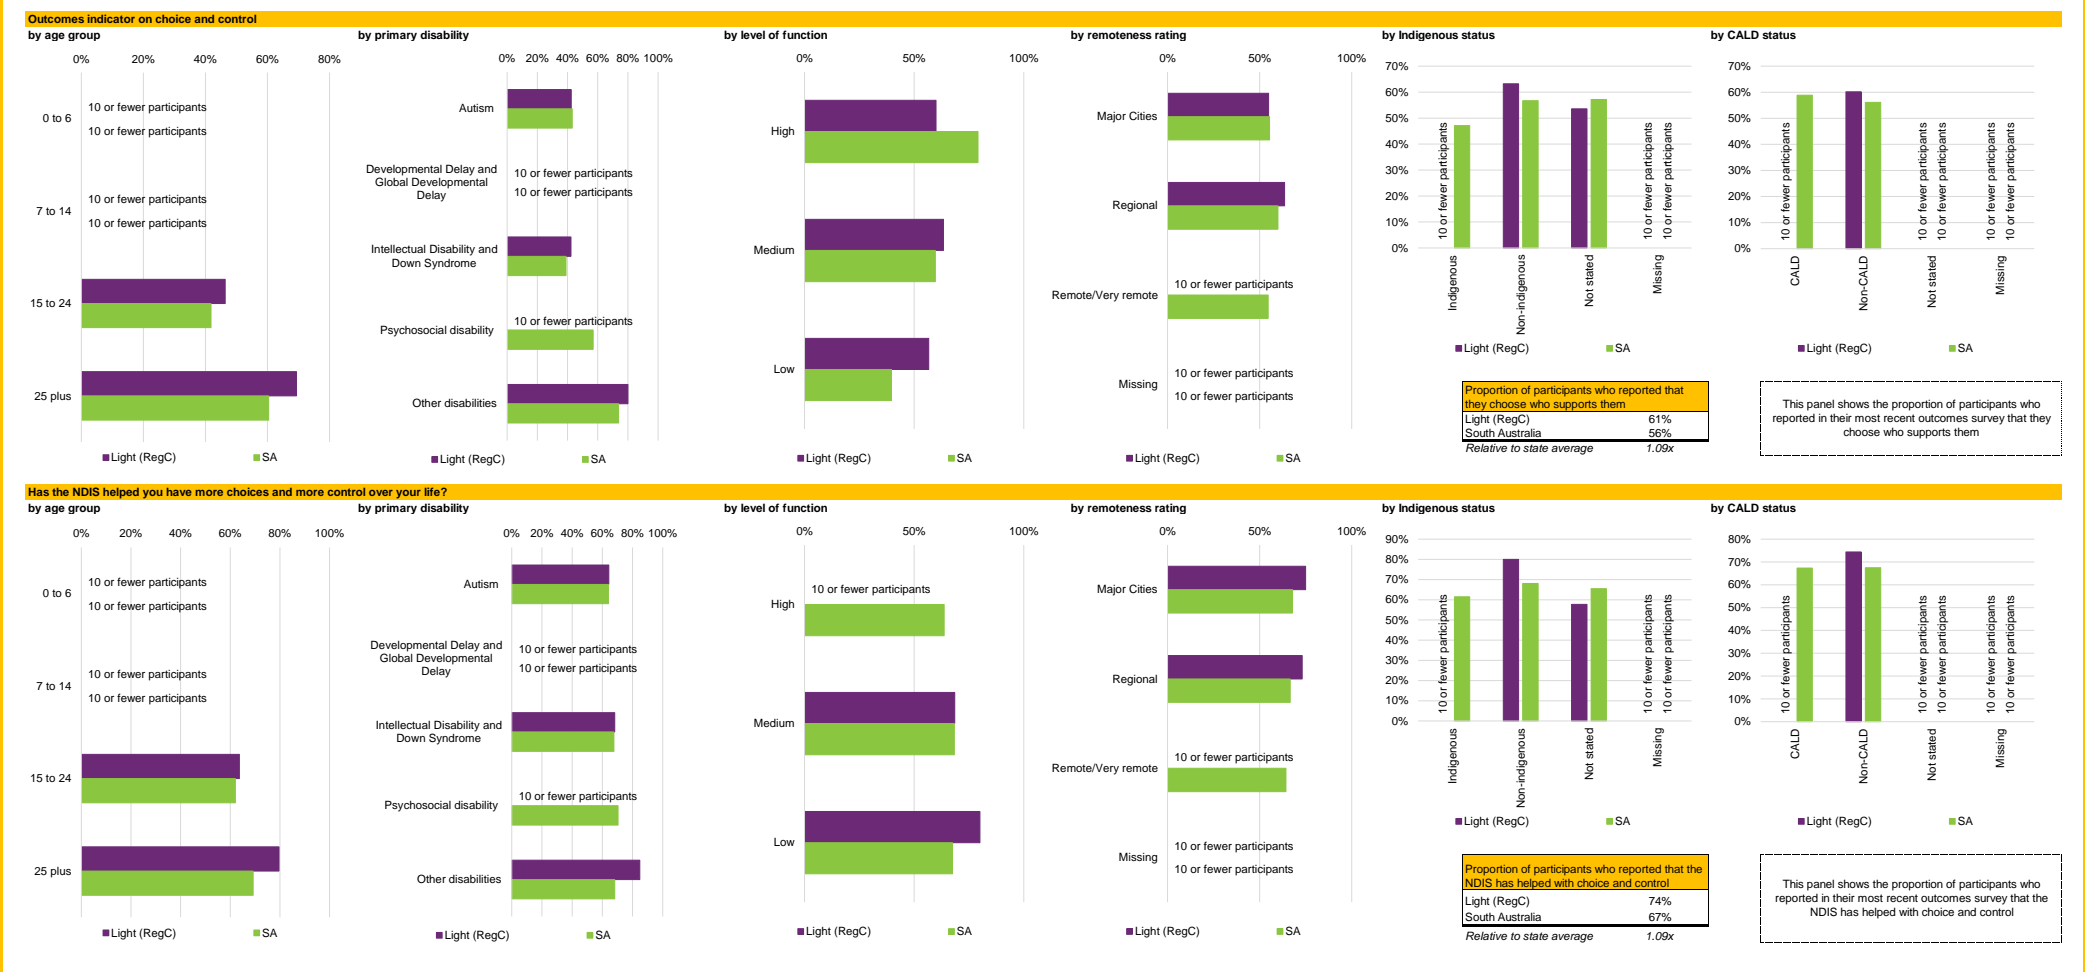 Outcomes indicator on choice and control
by age group
0% 20% 40% 60% 80%
0 to 6
10 or fewer participants
10 or fewer participants
7 to 14
10 or fewer participants
10 or fewer participants
15 to 24
25 plus
Light (RegC) SA
by primary disability
0% 20% 40% 60% 80% 100%
Autism
Developmental Delay and
Global Developmental
Delay
10 or fewer participants
10 or fewer participants
Intellectual Disability and
Down Syndrome
Psychosocial disability
10 or fewer participants
Other disabilities
Light (RegC) SA
by level of function
0% 50% 100%
High
Medium
Low
Light (RegC) SA
by remoteness rating
0% 50% 100%
Major Cities
Regional
Remote/Very remote
10 or fewer participants
Missing
10 or fewer participants
10 or fewer participants
Light (RegC) SA
by Indigenous status
70%
60%
50%
40%
30%
20%
10%
0%
10 or fewer participants
10 or fewer participants
10 or fewer participants
Indigenous
Non-indigenous
Not stated
Missing
Light (RegC) SA
Proportion of participants who reported that
they choose who supports them
Light (RegC) 61%
South Australia 56%
Relative to state average 1.09x
by CALD status
70%
60%
50%
40%
30%
20%
10%
0%
10 or fewer participants
10 or fewer participants
10 or fewer participants
10 or fewer participants
10 or fewer participants
CALD
Non-CALD
Not stated
Missing
Light (RegC) SA
This panel shows the proportion of participants who
reported in their most recent outcomes survey that they
choose who supports them
Has the NDIS helped you have more choices and more control over your life?
by age group
0% 20% 40% 60% 80% 100%
0 to 6
10 or fewer participants
10 or fewer participants
7 to 14
10 or fewer participants
10 or fewer participants
15 to 24
25 plus
Light (RegC) SA
by primary disability
0% 20% 40% 60% 80% 100%
Autism
Developmental Delay and
Global Developmental
Delay
10 or fewer participants
10 or fewer participants
Intellectual Disability and
Down Syndrome
Psychosocial disability
10 or fewer participants
Other disabilities
Light (RegC) SA
by level of function
0% 50% 100%
High
10 or fewer participants
Medium
Low
Light (RegC) SA
by remoteness rating
0% 50% 100%
Major Cities
Regional
Remote/Very remote
10 or fewer participants
Missing
10 or fewer participants
10 or fewer participants
Light (RegC) SA
by Indigenous status
90%
80%
70%
60%
50%
40%
30%
20%
10%
0%
10 or fewer participants
10 or fewer participants
10 or fewer participants
Indigenous
Non-indigenous
Not stated
Missing
Light (RegC) SA
Proportion of participants who reported that the
NDIS has helped with choice and control
Light (RegC) 74%
South Australia 67%
Relative to state average 1.09x
by CALD status
80%
70%
60%
50%
40%
30%
20%
10%
0%
10 or fewer participants
10 or fewer participants
10 or fewer participants
10 or fewer participants
10 or fewer participants
CALD
Non-CALD
Not stated
Missing
Light (RegC) SA
This panel shows the proportion of participants who
reported in their most recent outcomes survey that the
NDIS has helped with choice and control